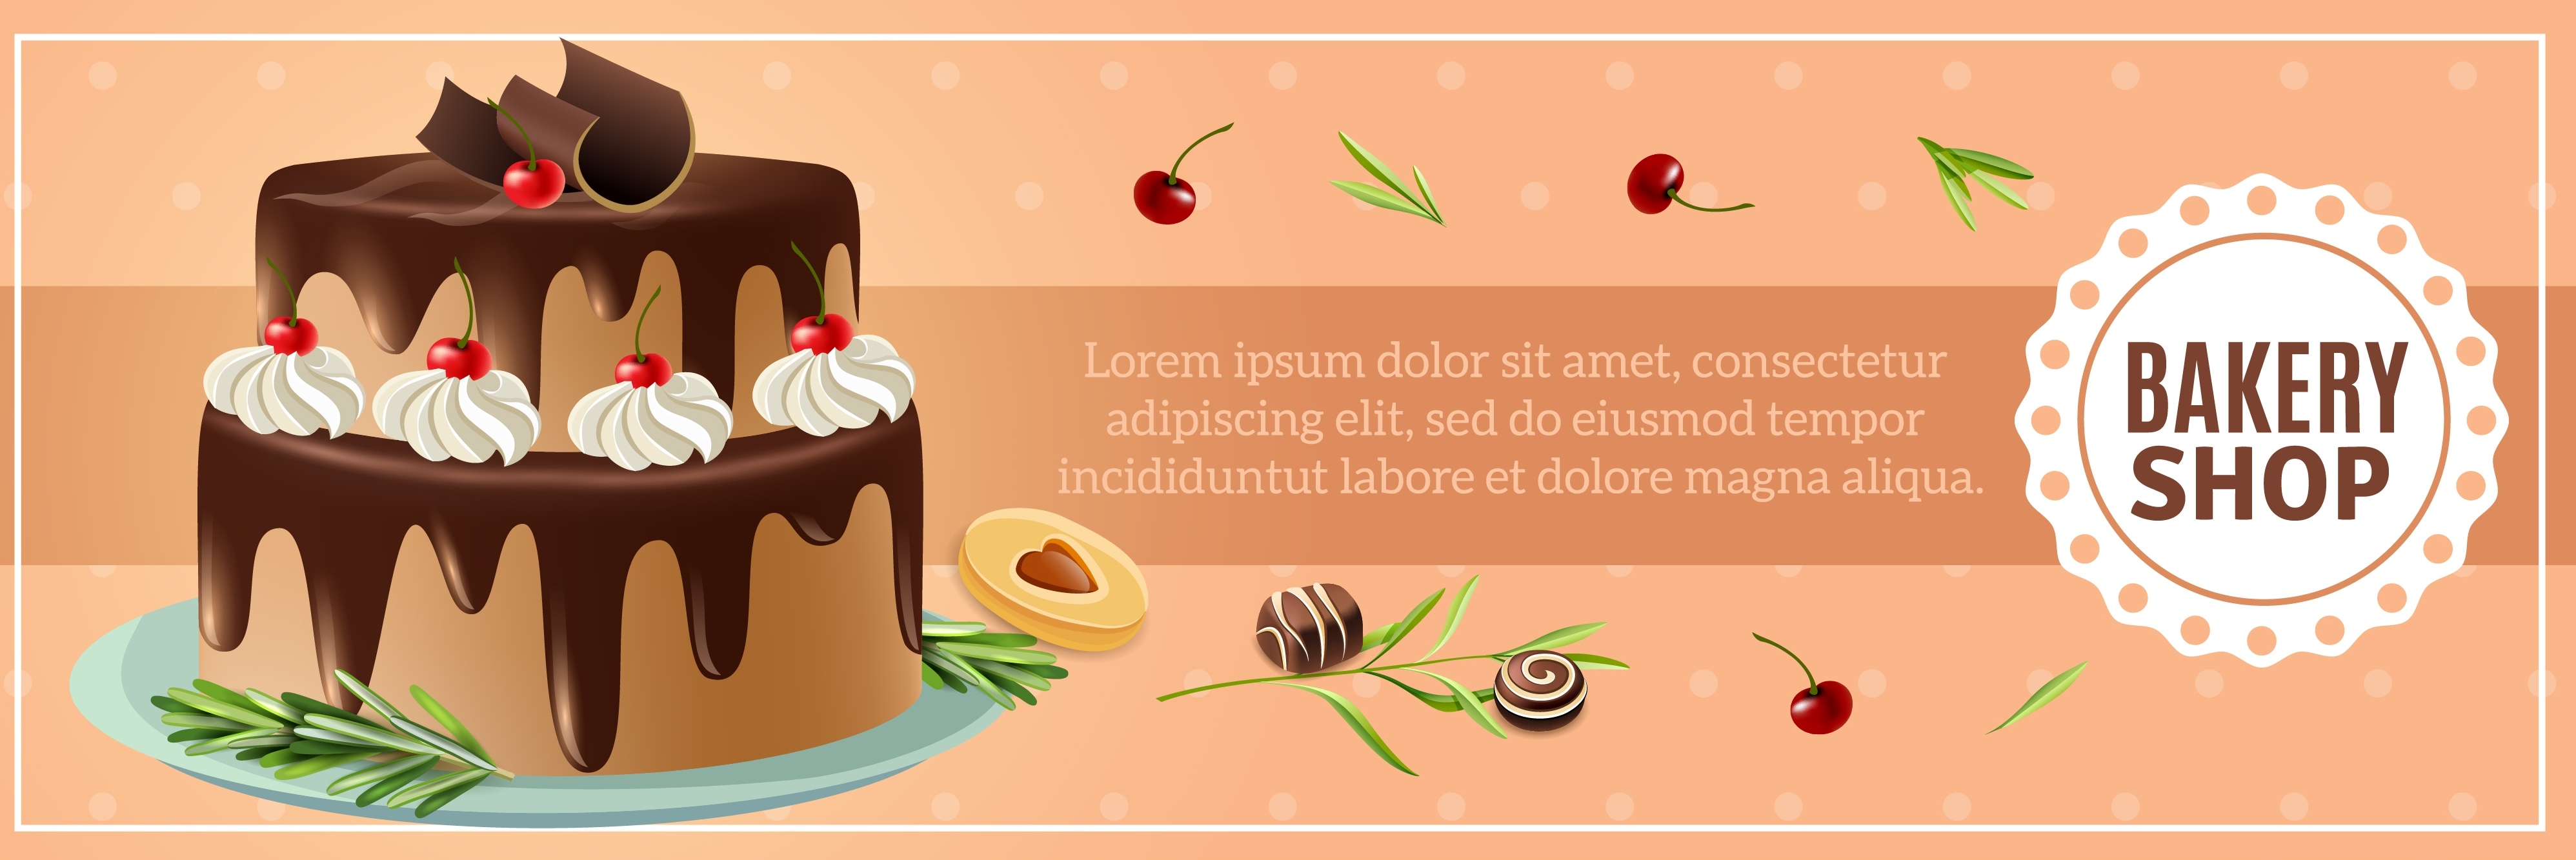 Lorem ipsum dolor sit amet, consectetur
adipiscing elit, sed do eiusmod tempor
incididuntut labore et dolore magna aliqua.
BAKERY
SHOP